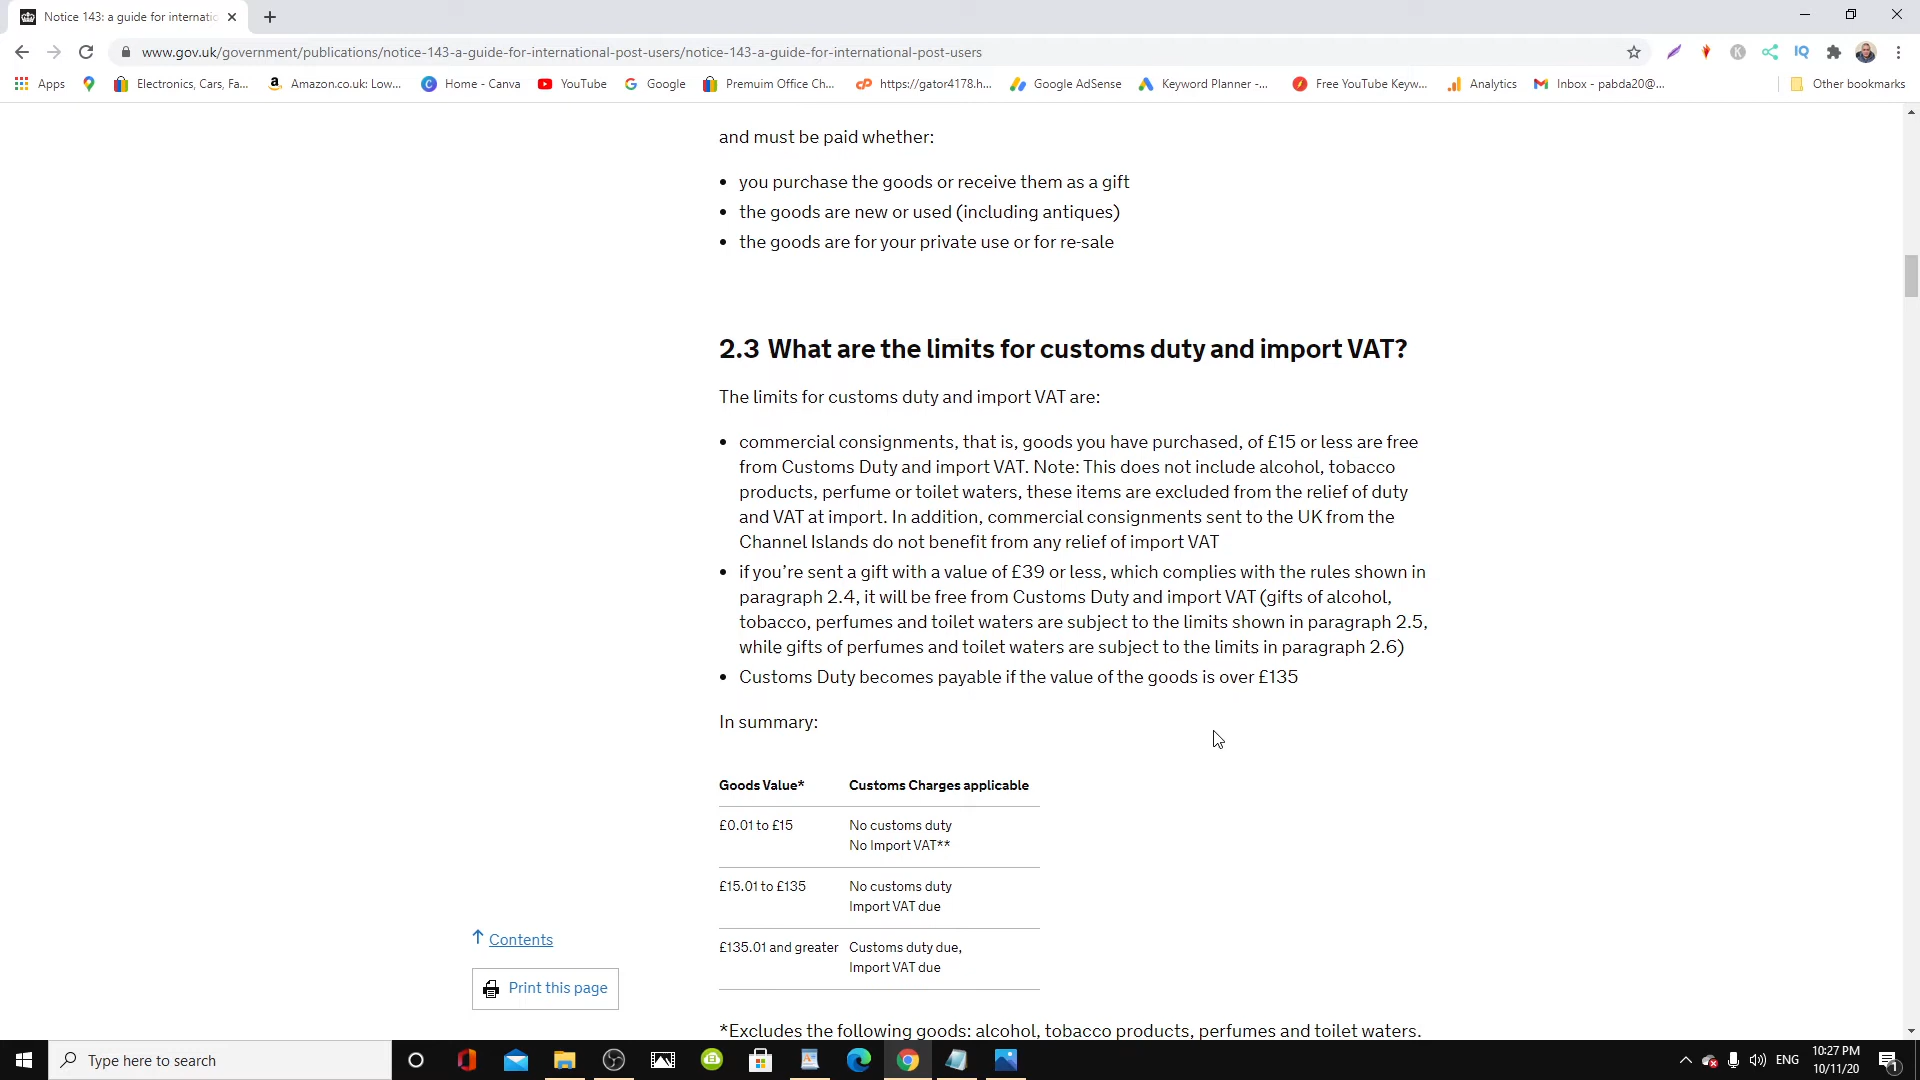 Notice 143: a guide for internatio
www.gov.uk/government/publications/notice-143-a-guide-for-international-post-users/notice-143-a-guide-for-international-post-users
Apps
Electronics, Cars, Fa...
Amazon.co.uk: Low...
Home - Canva
YouTube
Google
Premuim Office Ch...
https://gator4178.h...
Google AdSense
Keyword Planner -...
Free YouTube Keyw...
Analytics
Inbox - pabda20@...
Other bookmarks
and must be paid whether:
• you purchase the goods or receive them as a gift
• the goods are new or used (including antiques)
• the goods are for your private use or for re-sale
2.3 What are the limits for customs duty and import VAT?
The limits for customs duty and import VAT are:
• commercial consignments, that is, goods you have purchased, of £15 or less are free
from Customs Duty and import VAT. Note: This does not include alcohol, tobacco
products, perfume or toilet waters, these items are excluded from the relief of duty
and VAT at import. In addition, commercial consignments sent to the UK from the
Channel Islands do not benefit from any relief of import VAT
• if you're sent a gift with a value of £39 or less, which complies with the rules shown in
paragraph 2.4, it will be free from Customs Duty and import VAT (gifts of alcohol,
tobacco, perfumes and toilet waters are subject to the limits shown in paragraph 2.5,
while gifts of perfumes and toilet waters are subject to the limits in paragraph 2.6)
• Customs Duty becomes payable if the value of the goods is over £135
In summary:
Goods Value* Customs Charges applicable
£0.01 to £15 No customs duty
No Import VAT**
£15.01 to £135 No customs duty
Import VAT due
£135.01 and greater Customs duty due,
Import VAT due
↑ Contents
Print this page
*Excludes the following goods: alcohol, tobacco products, perfumes and toilet waters.
Type here to search
ENG
10:27 PM
10/11/20
1